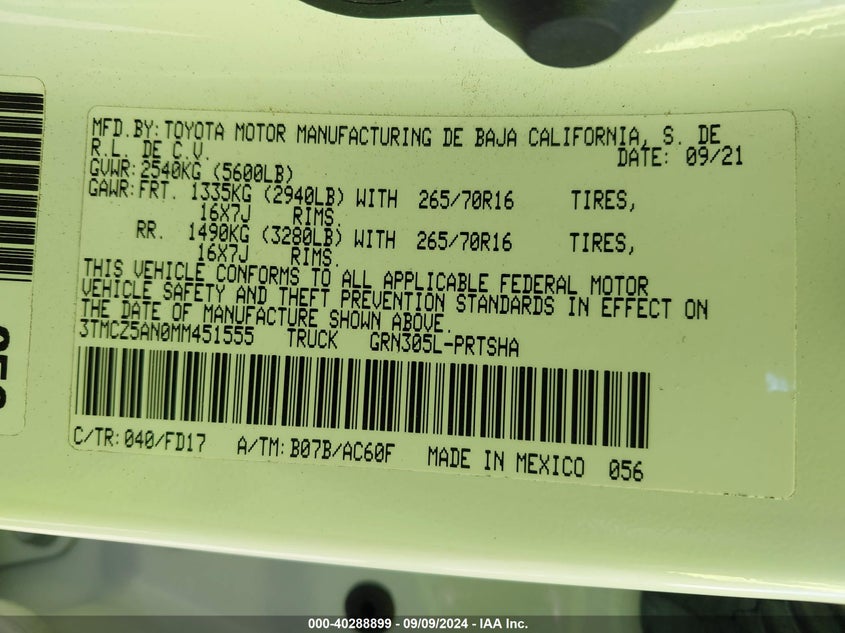 MFD.BY: TOYOTA MOTOR MANUFACTURING DE BAJA CALIFORNIA, S. DE
R.L. DE C.V. DATE: 09/21
GVWR: 2540KG (5600LB)
GAWR: FRT. 1335KG (2940LB) WITH 265/70R16 TIRES,
16X7J RIMS.
RR. 1490KG (3280LB) WITH 265/70R16 TIRES,
16X7J RIMS.
THIS VEHICLE CONFORMS TO ALL APPLICABLE FEDERAL MOTOR
VEHICLE SAFETY AND THEFT PREVENTION STANDARDS IN EFFECT ON
THE DATE OF MANUFACTURE SHOWN ABOVE.
3TMCZ5AN0MM451555 TRUCK GRN305L-PRTSHA
C/TR: 040/FD17 A/TM: B07B/AC60F MADE IN MEXICO 056
000-40288899 - 09/09/2024 - IAA Inc.